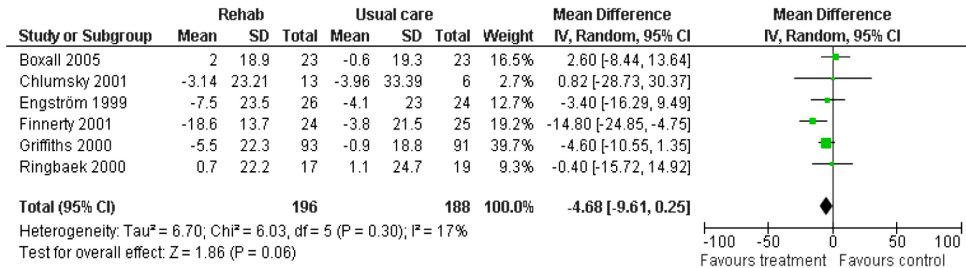 Rehab Usual care Mean Difference Mean Difference
Study or Subgroup Mean SD Total Mean SD Total Weight IV, Random, 95% CI IV, Random, 95% CI
Boxall 2005 2 18.9 23 -0.6 19.3 23 16.5% 2.60 [-8.44, 13.64]
Chlumsky 2001 -3.14 23.21 13 -3.96 33.39 6 2.7% 0.82 [-28.73, 30.37]
Engström 1999 -7.5 23.5 26 -4.1 23 24 12.7% -3.40 [-16.29, 9.49]
Finnerty 2001 -18.6 13.7 24 -3.8 21.5 25 19.2% -14.80 [-24.85, -4.75]
Griffiths 2000 -5.5 22.3 93 -0.9 18.8 91 39.7% -4.60 [-10.55, 1.35]
Ringbaek 2000 0.7 22.2 17 1.1 24.7 19 9.3% -0.40 [-15.72, 14.92]
Total (95% CI) 196 188 100.0% -4.68 [-9.61, 0.25]
Heterogeneity: Tau² = 6.70; Chi² = 6.03, df = 5 (P = 0.30); I² = 17%
Test for overall effect: Z = 1.86 (P = 0.06)
-100 -50 0 50 100
Favours treatment Favours control